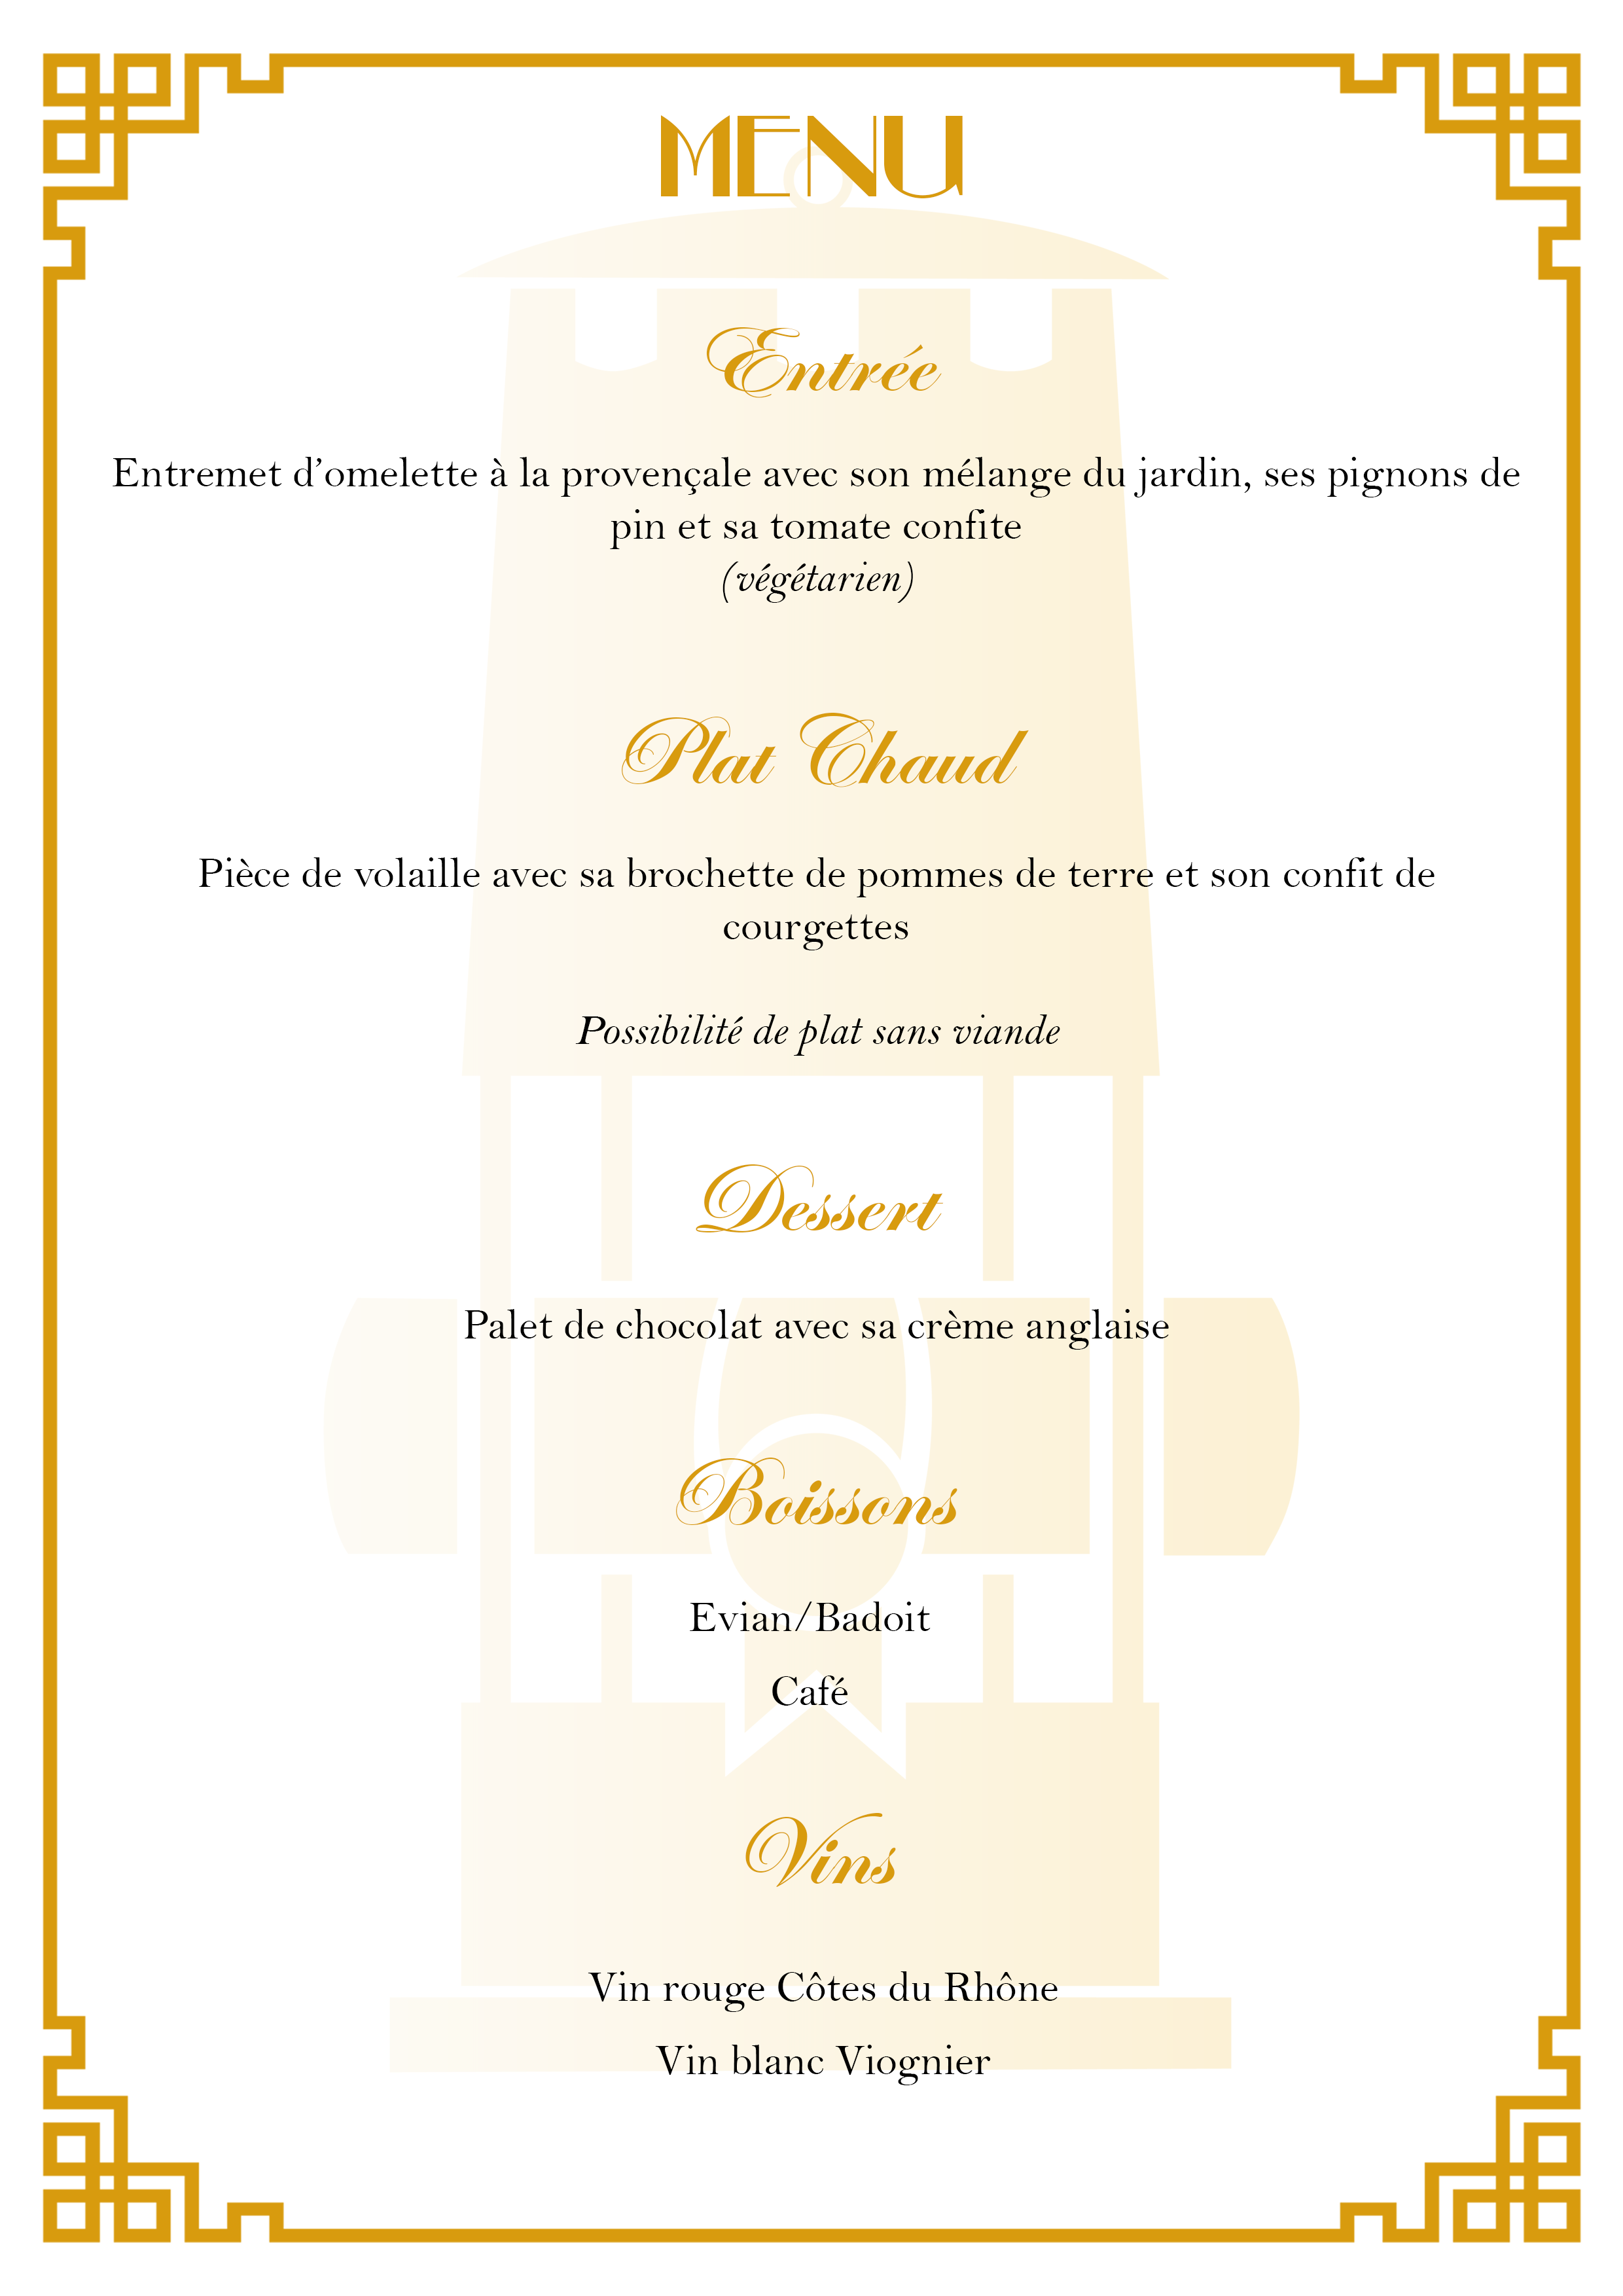 MENU
Entrée
Entremet d’omelette à la provençale avec son mélange du jardin, ses pignons de
pin et sa tomate confite
(végétarien)
Plat Chaud
Pièce de volaille avec sa brochette de pommes de terre et son confit de
courgettes
Possibilité de plat sans viande
Dessert
Palet de chocolat avec sa crème anglaise
Boissons
Evian/Badoit
Café
Vins
Vin rouge Côtes du Rhône
Vin blanc Viognier